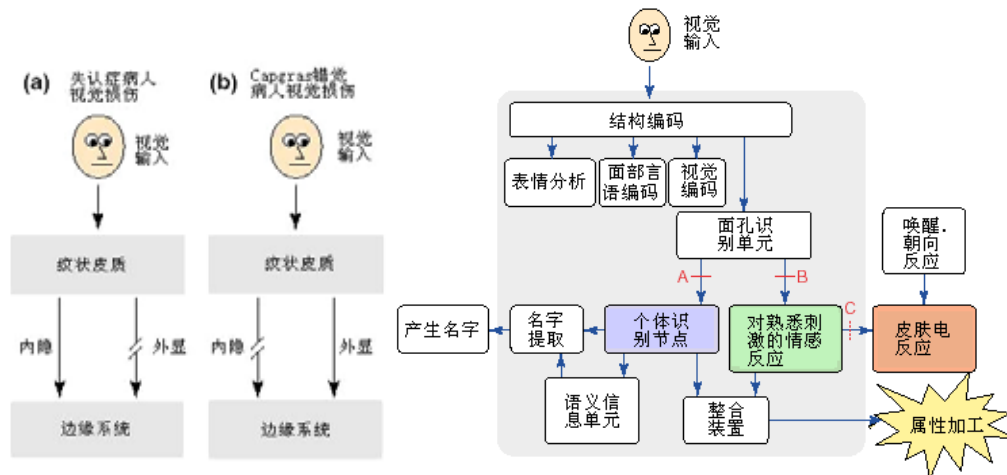 (a)
失认症病人
视觉损伤
视觉
输入
纹状皮质
内隐
外显
边缘系统
(b)
Capgras错觉
病人视觉损伤
视觉
输入
纹状皮质
内隐
外显
边缘系统
视觉
输入
结构编码
表情分析
面部言
语编码
视觉
编码
面孔识
别单元
唤醒.
朝向
反应
A
B
C
产生名字
名字
提取
个体识
别节点
对熟悉刺
激的情感
反应
皮肤电
反应
语义信
息单元
整合
装置
属性加工